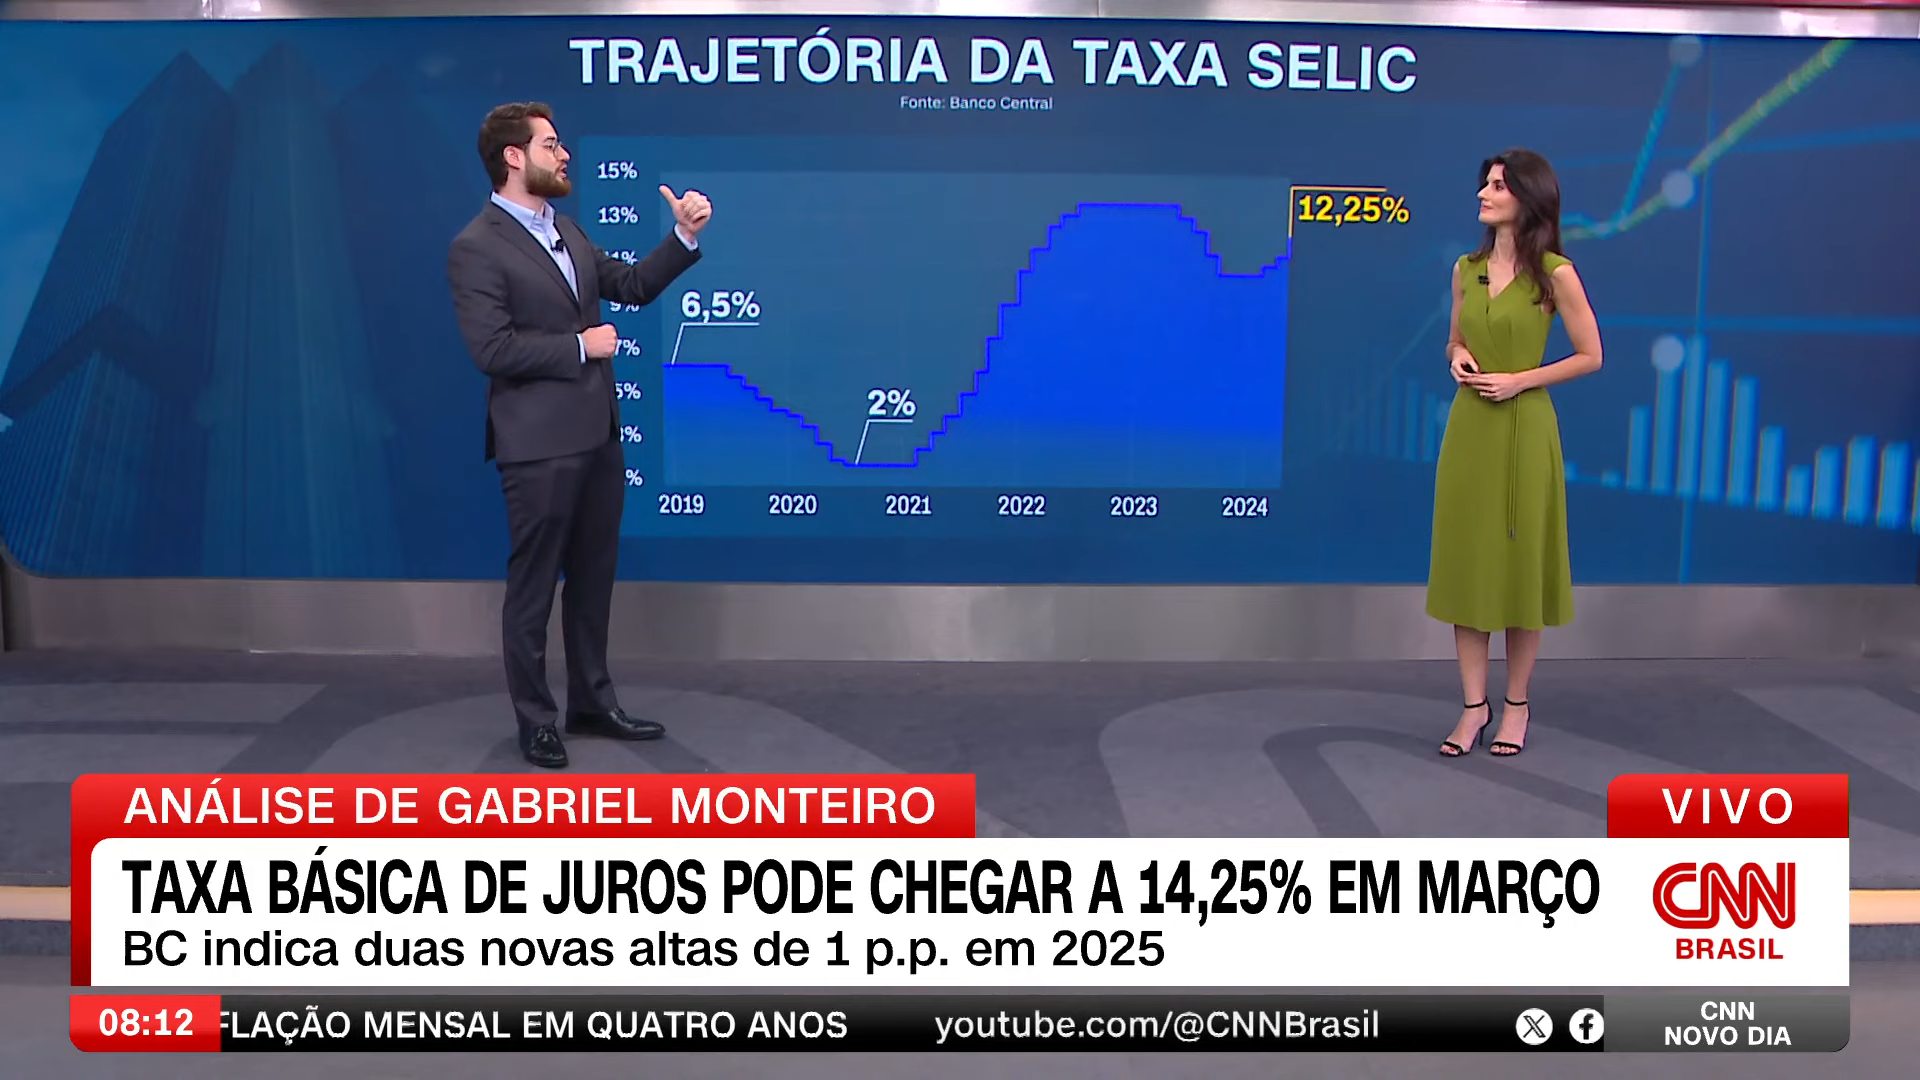 TRAJETÓRIA DA TAXA SELIC
Fonte: Banco Central
15%
13%
9%
7%
5%
6,5%
2%
12,25%
2019 2020 2021 2022 2023 2024
ANÁLISE DE GABRIEL MONTEIRO
VIVO
TAXA BÁSICA DE JUROS PODE CHEGAR A 14,25% EM MARÇO
BC indica duas novas altas de 1 p.p. em 2025
CNN
BRASIL
08:12
FLAÇÃO MENSAL EM QUATRO ANOS
youtube.com/@CNNBrasil
CNN
NOVO DIA